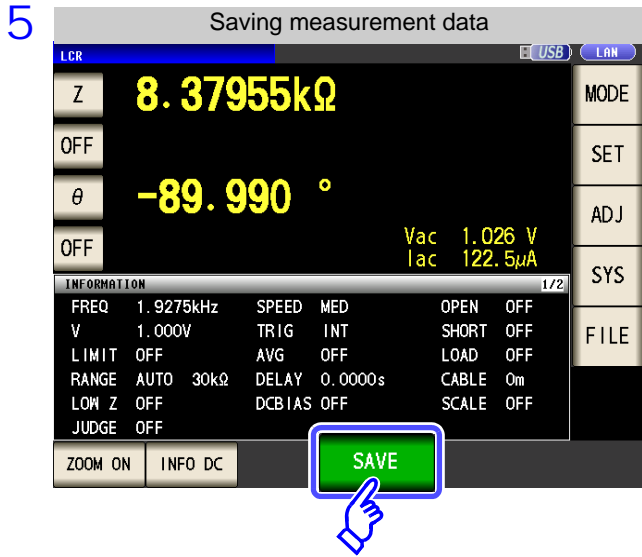 5 Saving measurement data
LCR USB LAN
Z 8.37955kΩ MODE
OFF SET
θ -89.990 ° ADJ
OFF Vac 1.026 V
Iac 122.5μA SYS
INFORMATION 1/2
FREQ 1.9275kHz SPEED MED OPEN OFF
V 1.000V TRIG INT SHORT OFF FILE
LIMIT OFF AVG OFF LOAD OFF
RANGE AUTO 30kΩ DELAY 0.0000s CABLE 0m
LOW Z OFF DCBIAS OFF SCALE OFF
JUDGE OFF
ZOOM ON INFO DC SAVE